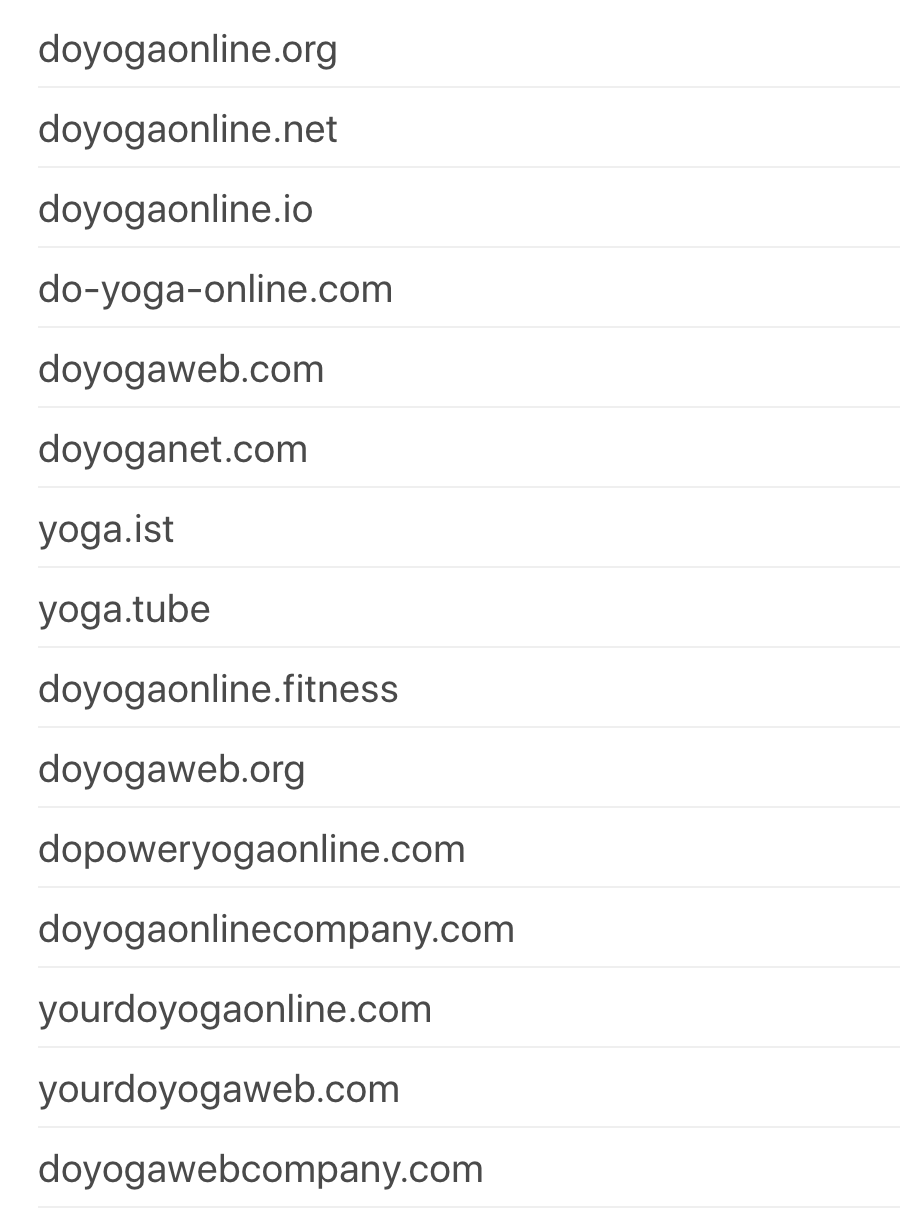 doyogaonline.org
doyogaonline.net
doyogaonline.io
do-yoga-online.com
doyogaweb.com
doyoganet.com
yoga.ist
yoga.tube
doyogaonline.fitness
doyogaweb.org
dopoweryogaonline.com
doyogaonlinecompany.com
yourdoyogaonline.com
yourdoyogaweb.com
doyogawebcompany.com